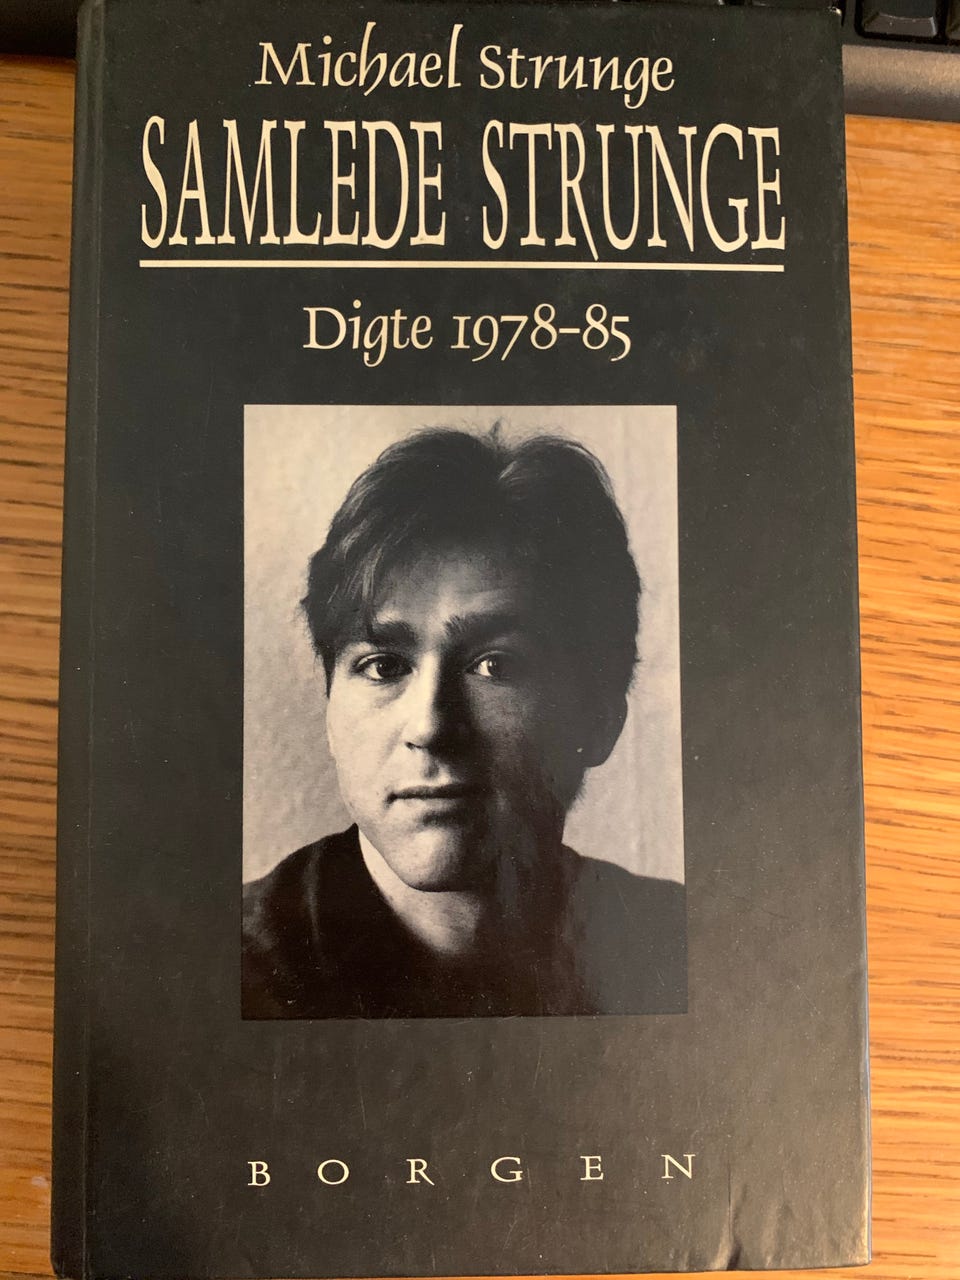 Michael Strunge
SAMLEDE STRUNGE
Digte 1978-85
BORGEN